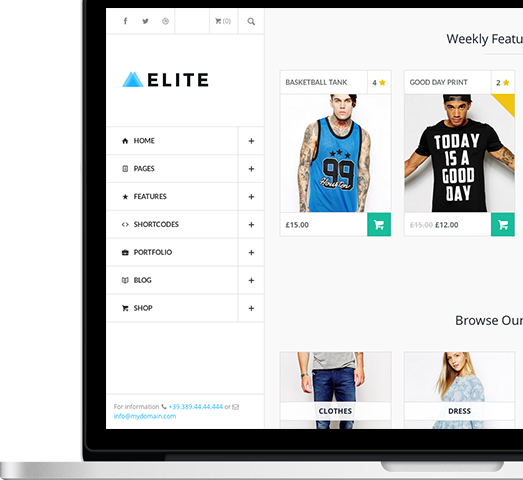 (0)
ELITE
HOME
PAGES
FEATURES
SHORTCODES
PORTFOLIO
BLOG
SHOP
For information +39.389.44.44.444 or
info@mydomain.com
Weekly Featu
BASKETBALL TANK 4
GOOD DAY PRINT 2
99
Houston
TODAY
IS A
GOOD
DAY
£15.00
£15.00 £12.00
Browse Our
CLOTHES
DRESS